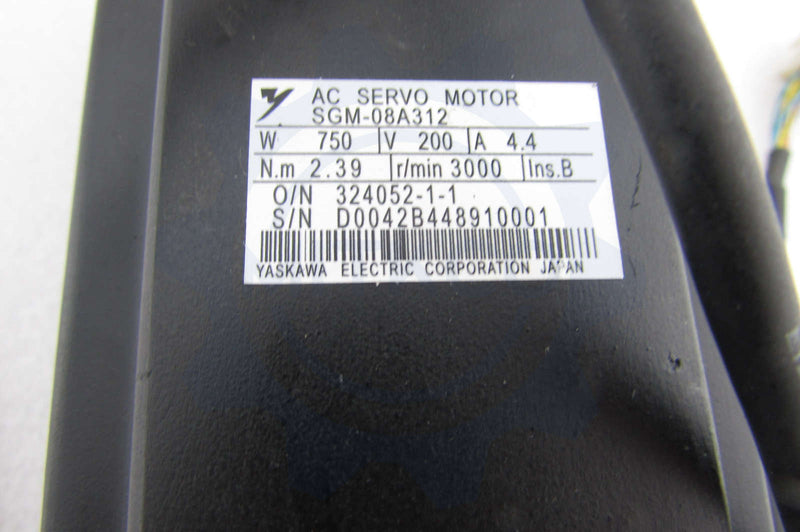 AC SERVO MOTOR
SGM-08A312
W 750 V 200 A 4.4
N.m 2.39 r/min 3000 Ins.B
O/N 324052-1-1
S/N D0042B448910001
YASKAWA ELECTRIC CORPORATION JAPAN